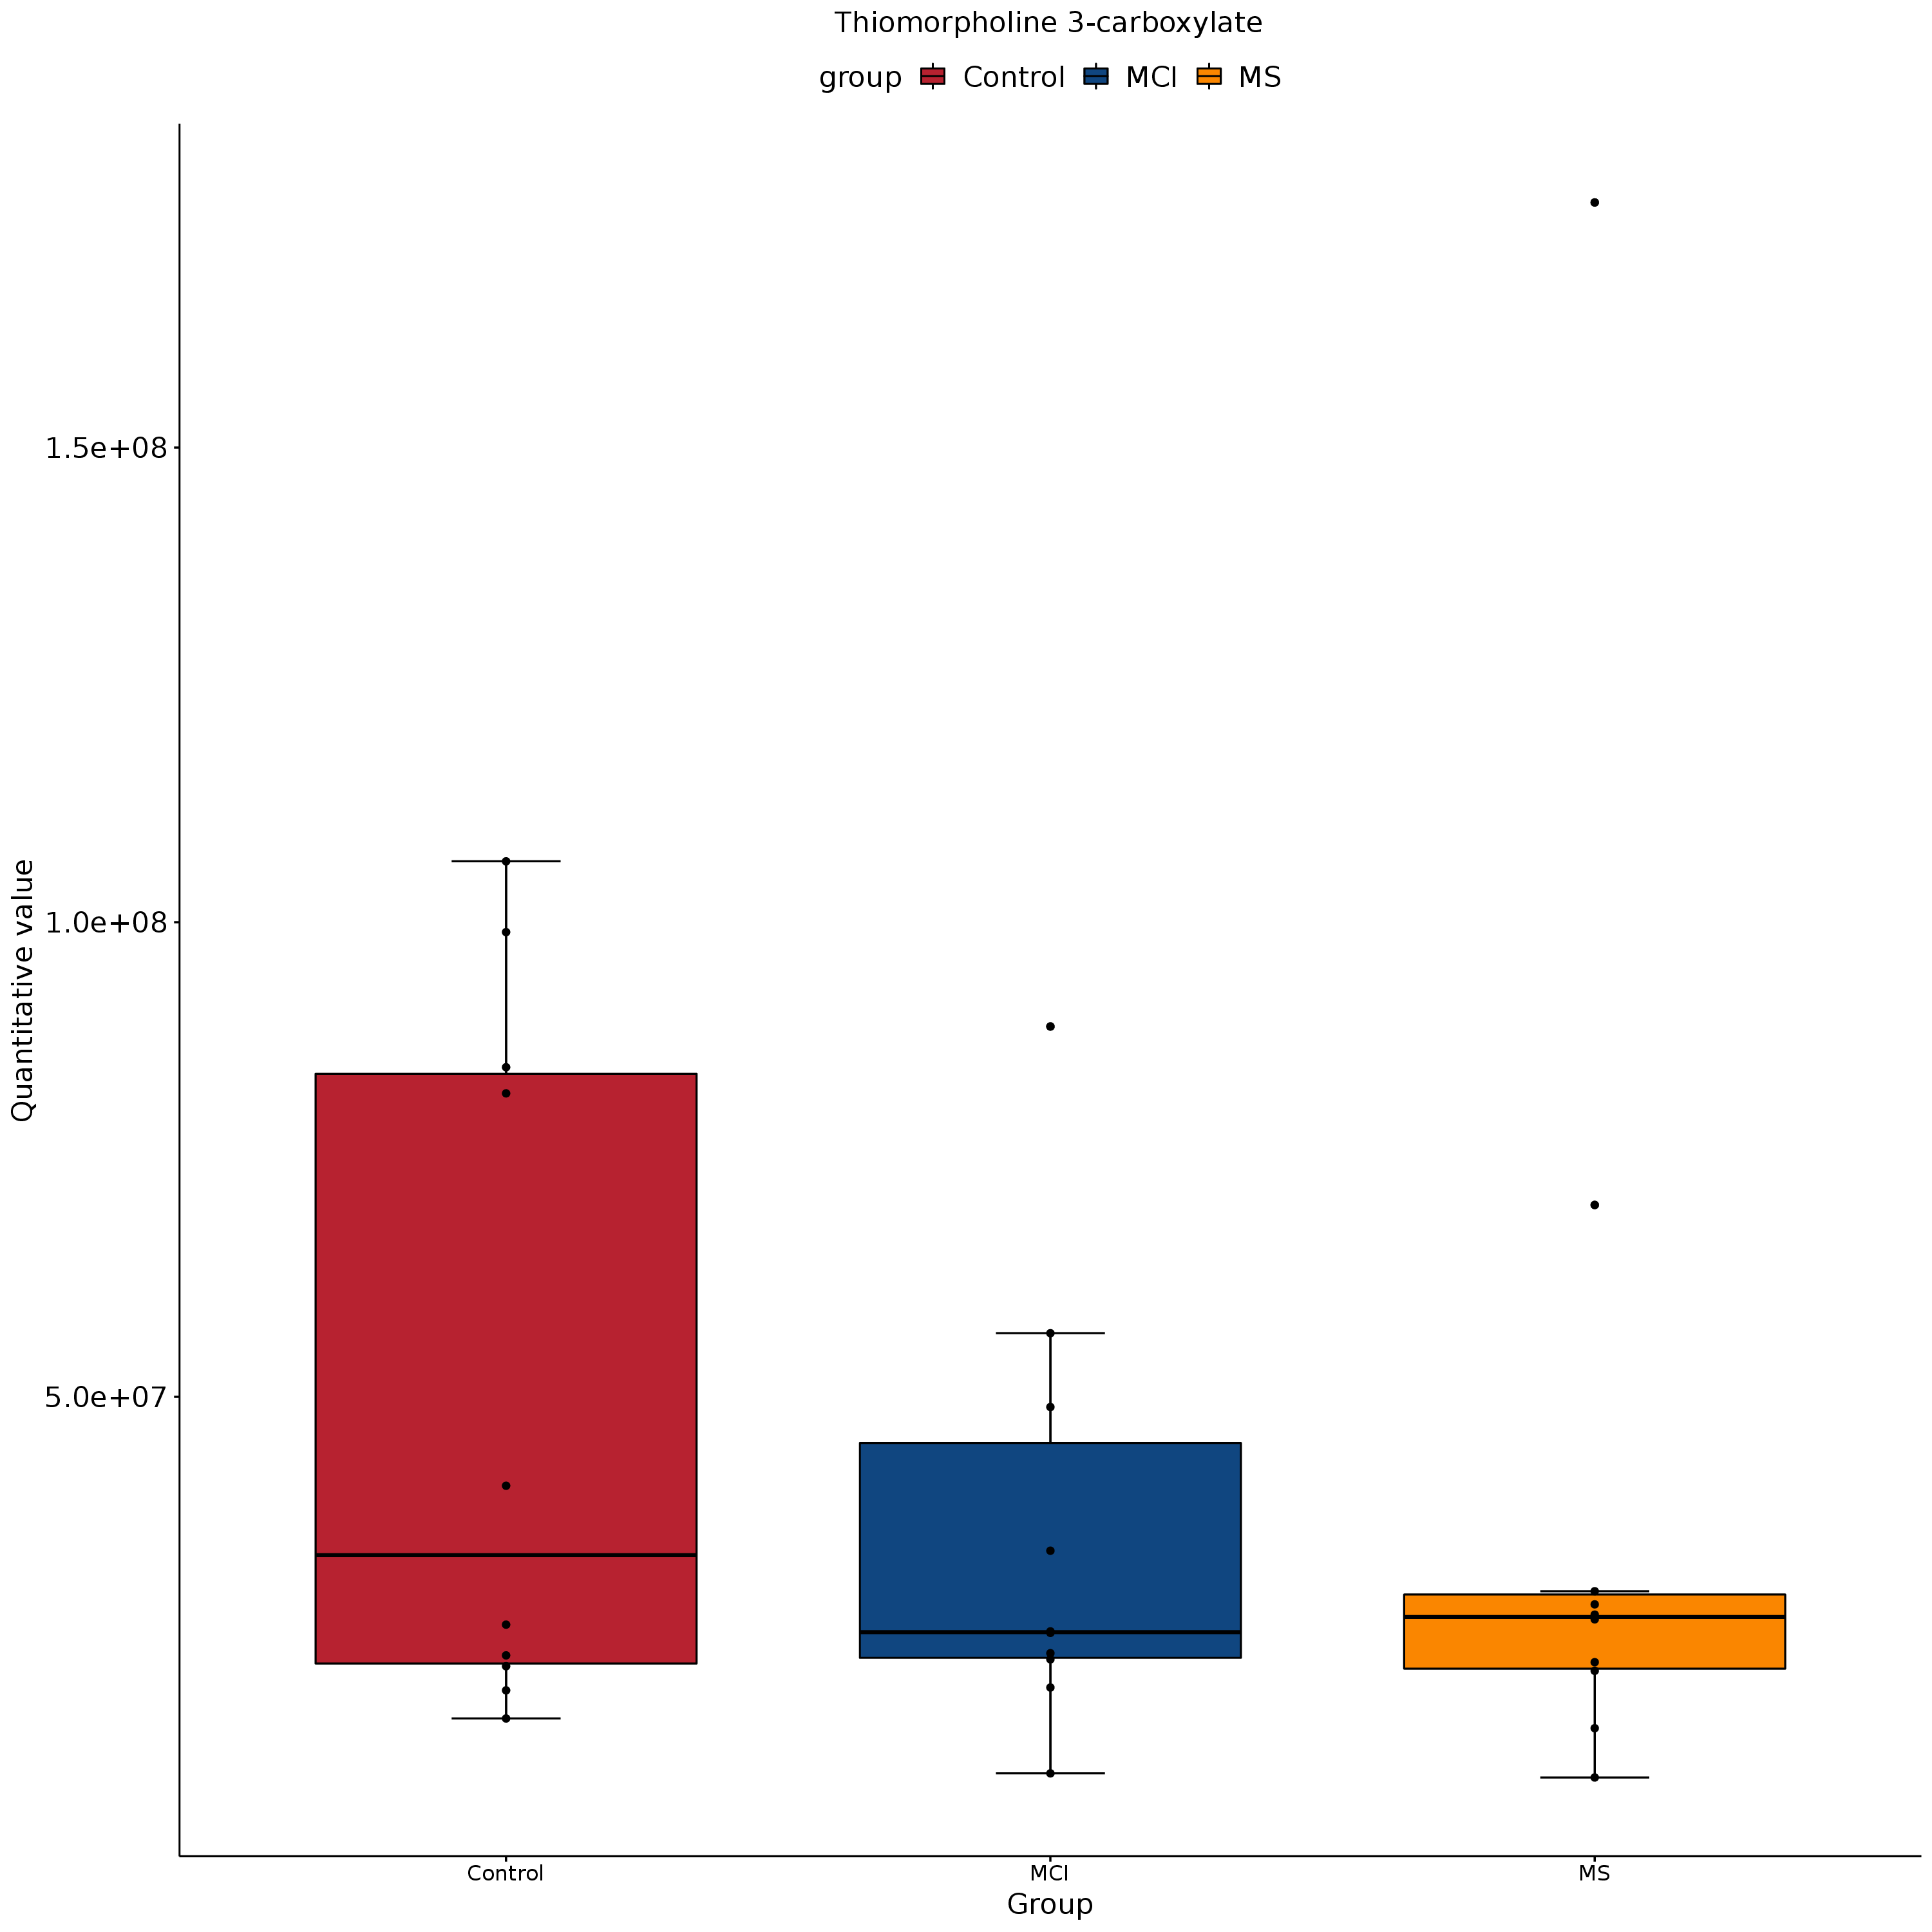 Thiomorpholine 3-carboxylate
group Control MCI MS
1.5e+08
1.0e+08
5.0e+07
Quantitative value
Control MCI MS
Group